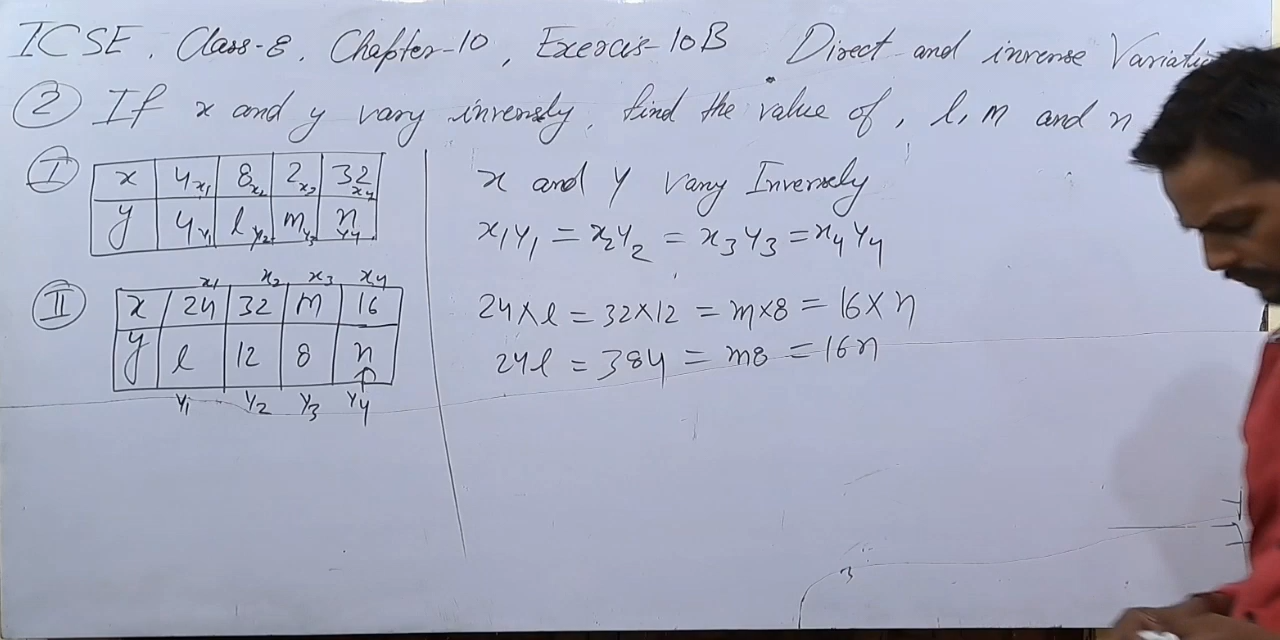 ICSE, Class-8, Chapter-10, Exercis-10B Direct and inverse Variati
② If x and y vary inversly, find the value of, l, m and n
Ⓘ x 4 x₁ 8 x₂ 2 x₃ 32 x₄
y 4 y₁ l y₂ m y₃ n y₄
x and y vary Inversely
x₁y₁ = x₂y₂ = x₃y₃ = x₄y₄
x₁ x₂ x₃ x₄
Ⅱ x 24 32 m 16
y l 12 8 n
y₁ y₂ y₃ y₄
24×l = 32×12 = m×8 = 16×n
24l = 384 = m8 = 16n